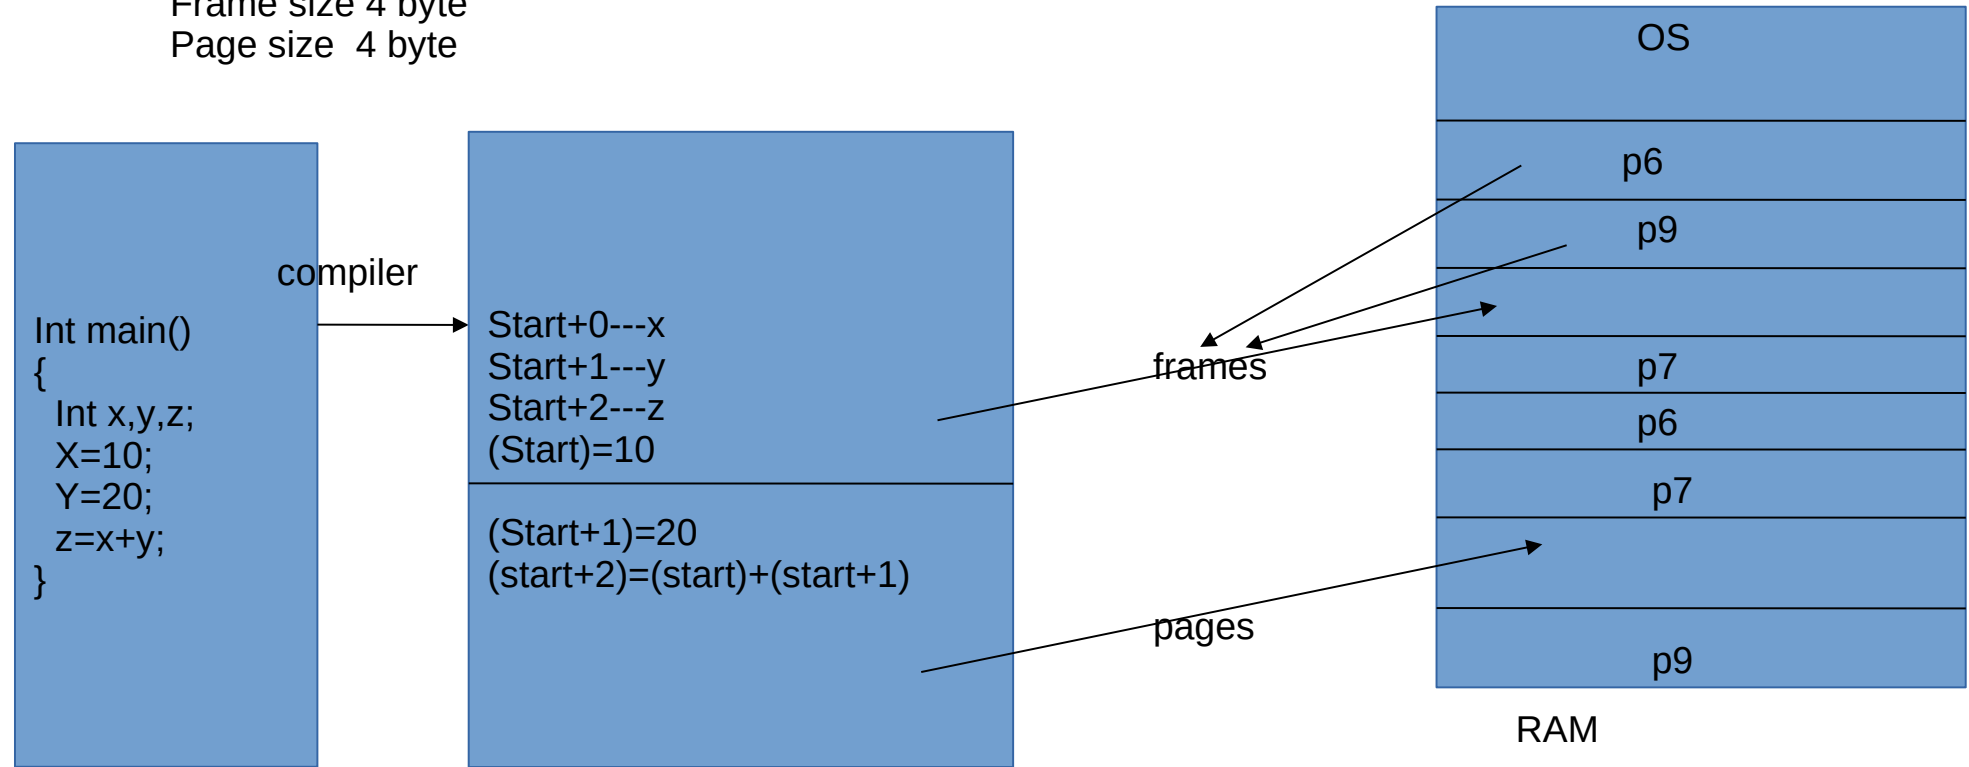 Frame size 4 byte
Page size  4 byte
Int main()
{
Int x,y,z;
X=10;
Y=20;
z=x+y;
}
compiler
Start+0---x
Start+1---y
Start+2---z
(Start)=10
(Start+1)=20
(start+2)=(start)+(start+1)
frames
pages
OS
p6
p9
p7
p6
p7
p9
RAM